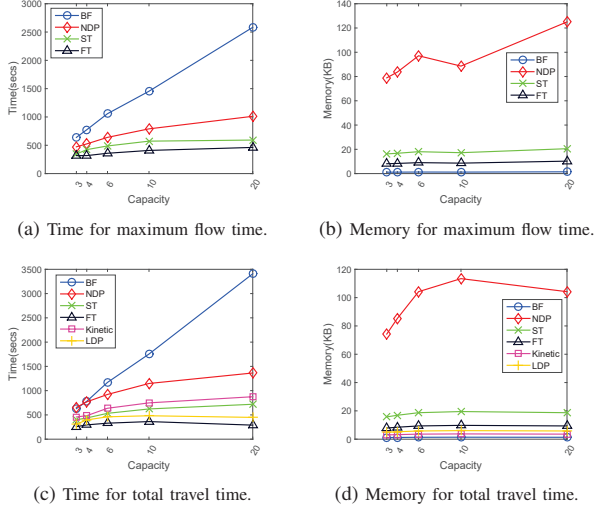 3000
2500
2000
1500
1000
500
0
Time(secs)
BF
NDP
ST
FT
3 4 6 10 20
Capacity
(a) Time for maximum flow time.
140
120
100
80
60
40
20
0
Memory(KB)
BF
NDP
ST
FT
3 4 6 10 20
Capacity
(b) Memory for maximum flow time.
3500
3000
2500
2000
1500
1000
500
0
Time(secs)
BF
NDP
ST
FT
Kinetic
LDP
3 4 6 10 20
Capacity
(c) Time for total travel time.
120
100
80
60
40
20
0
Memory(KB)
BF
NDP
ST
FT
Kinetic
LDP
3 4 6 10 20
Capacity
(d) Memory for total travel time.